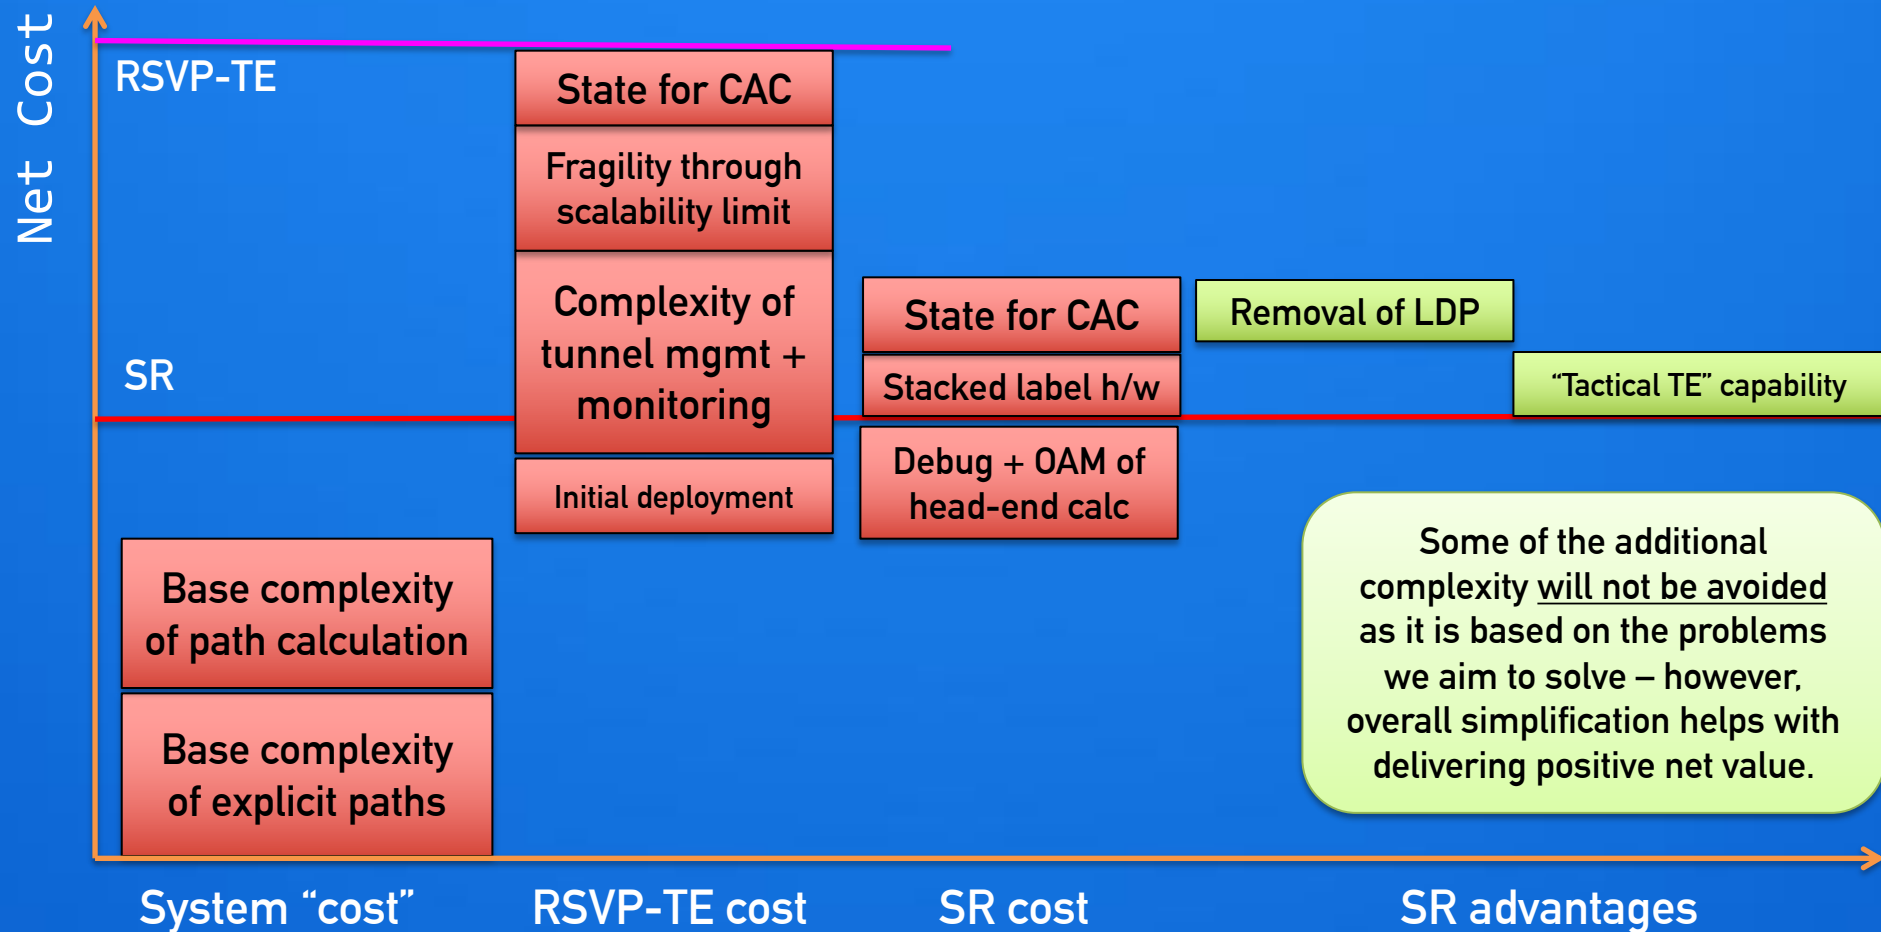 Net Cost
RSVP-TE
SR
Base complexity
of path calculation
Base complexity
of explicit paths
State for CAC
Fragility through
scalability limit
Complexity of
tunnel mgmt +
monitoring
Initial deployment
State for CAC
Stacked label h/w
Debug + OAM of
head-end calc
Removal of LDP
“Tactical TE” capability
Some of the additional
complexity will not be avoided
as it is based on the problems
we aim to solve – however,
overall simplification helps with
delivering positive net value.
System “cost”
RSVP-TE cost
SR cost
SR advantages